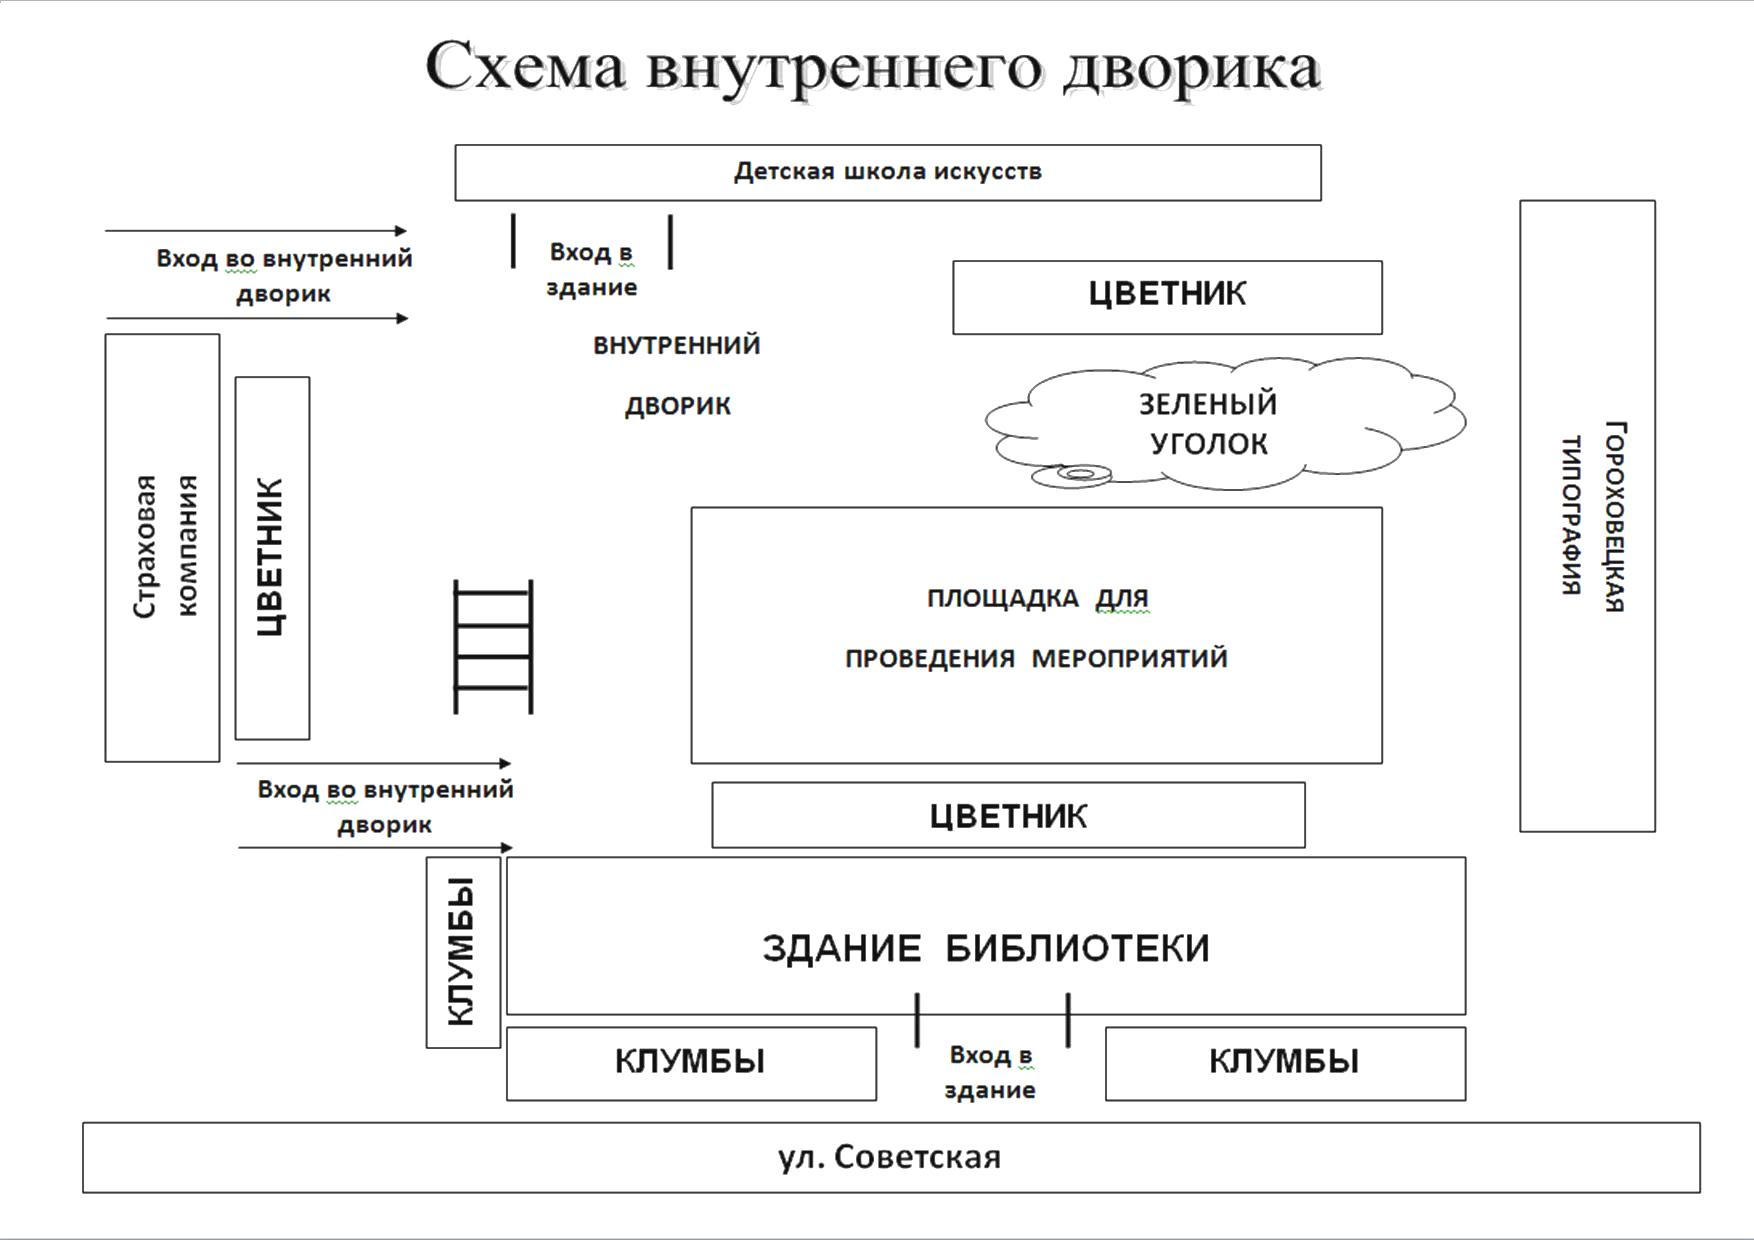 Схема внутреннего дворика
Детская школа искусств
Вход во внутренний
дворик
Вход в
здание
ЦВЕТНИК
ВНУТРЕННИЙ
ДВОРИК
ЗЕЛЕНЫЙ
УГОЛОК
Страховая
компания
ЦВЕТНИК
ГОРОХОВЕЦКАЯ
ТИПОГРАФИЯ
ПЛОЩАДКА ДЛЯ
ПРОВЕДЕНИЯ МЕРОПРИЯТИЙ
Вход во внутренний
дворик
ЦВЕТНИК
КЛУМБЫ
ЗДАНИЕ БИБЛИОТЕКИ
КЛУМБЫ
Вход в
здание
КЛУМБЫ
ул. Советская